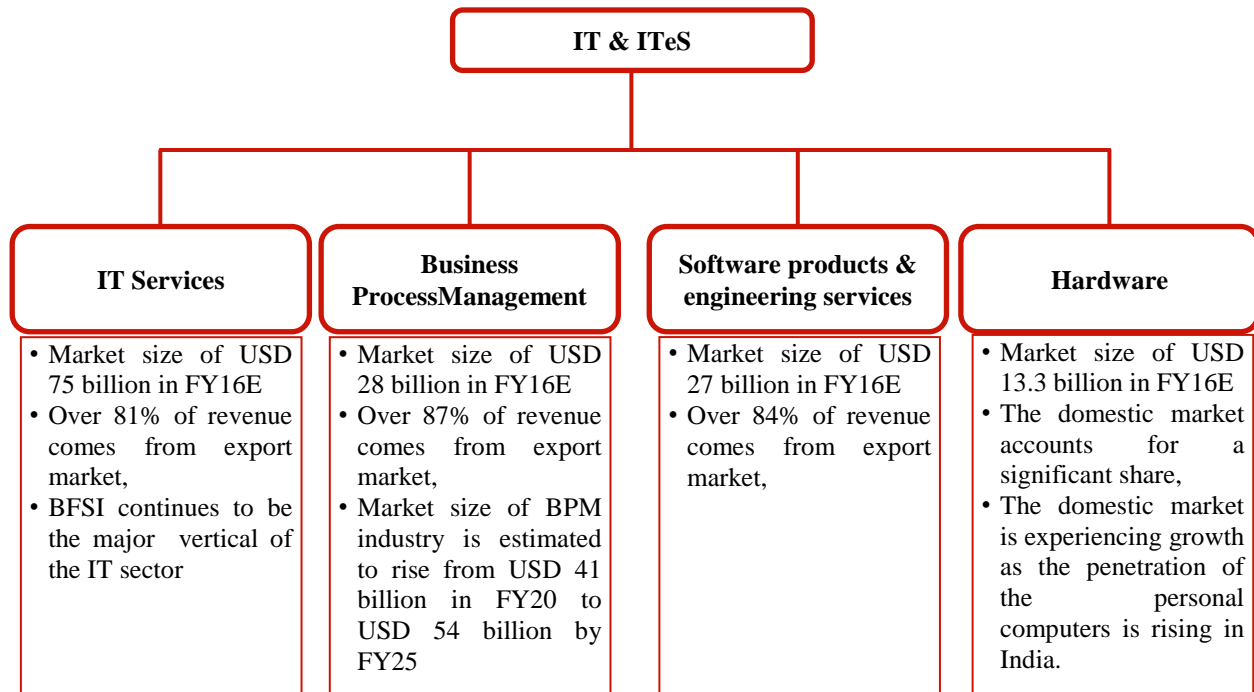 IT & ITeS
IT Services
Business
ProcessManagement
Software products &
engineering services
Hardware
• Market size of USD
75 billion in FY16E
• Over 81% of revenue
comes from export
market,
• BFSI continues to be
the major vertical of
the IT sector
• Market size of USD
28 billion in FY16E
• Over 87% of revenue
comes from export
market,
• Market size of BPM
industry is estimated
to rise from USD 41
billion in FY20 to
USD 54 billion by
FY25
• Market size of USD
27 billion in FY16E
• Over 84% of revenue
comes from export
market,
• Market size of USD
13.3 billion in FY16E
• The domestic market
accounts for a
significant share,
• The domestic market
is experiencing growth
as the penetration of
the personal
computers is rising in
India.